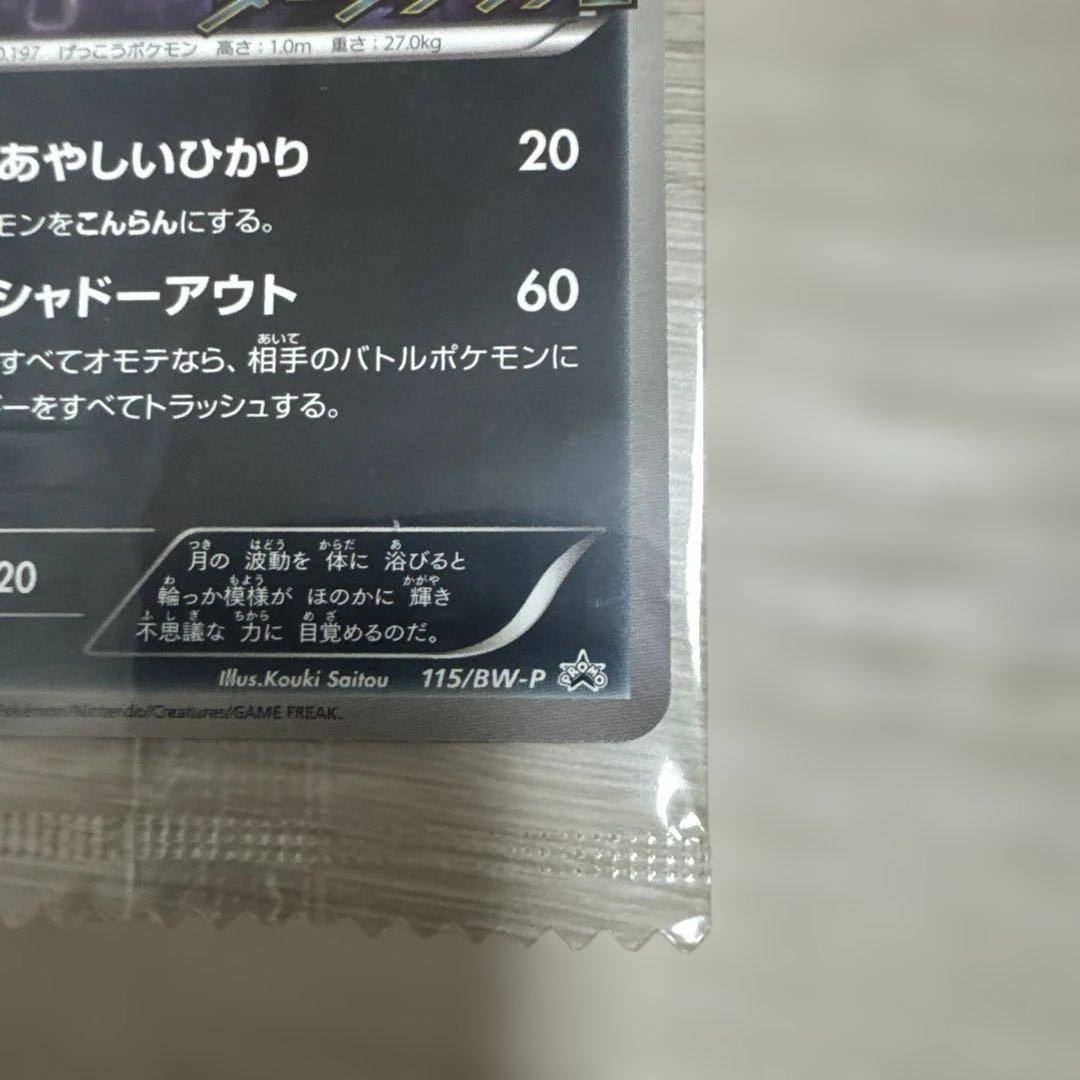 0.197 げっこうポケモン 高さ：1.0m 重さ：27.0kg
あやしいひかり 20
モンをこんらんにする。
シャドーアウト 60
すべてオモテなら、相手のバトルポケモンに
ーをすべてトラッシュする。
20
月の 波動を 体に 浴びると
輪っか模様が ほのかに 輝き
不思議な 力に 目覚めるのだ。
Illus.Kouki Saitou 115/BW-P PROMO
Pokémon/Nintendo/Creatures/GAME FREAK.